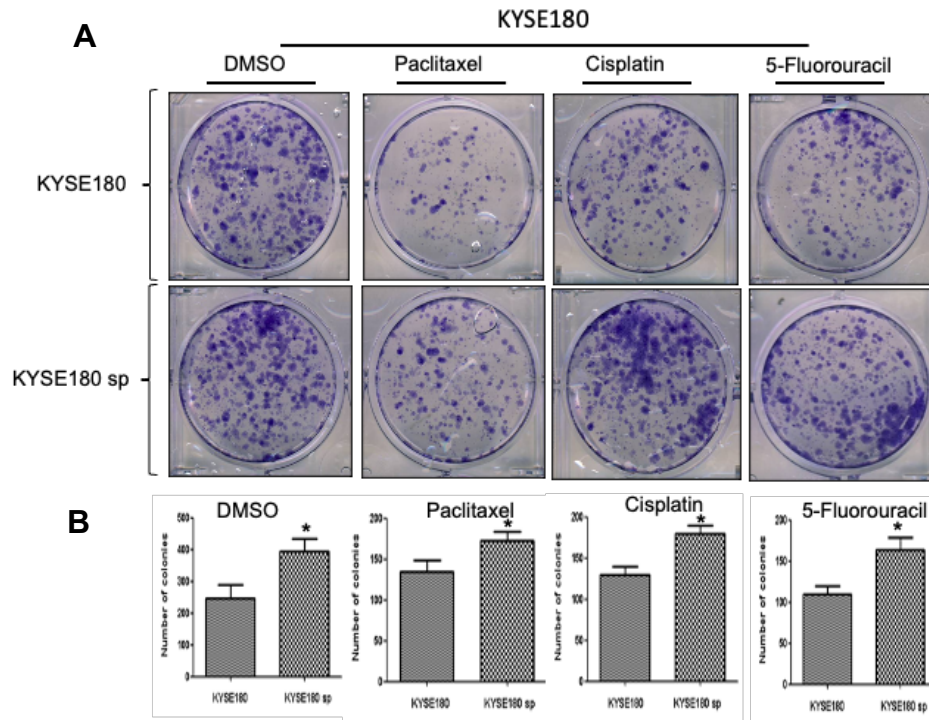 A
KYSE180
DMSO
Paclitaxel
Cisplatin
5-Fluorouracil
KYSE180
KYSE180 sp
B
DMSO
Number of colonies
500
400
300
200
100
0
*
KYSE180
KYSE180 sp
Paclitaxel
Number of colonies
200
150
100
50
0
*
KYSE180
KYSE180 sp
Cisplatin
Number of colonies
200
150
100
50
0
*
KYSE180
KYSE180 sp
5-Fluorouracil
Number of colonies
200
150
100
50
0
*
KYSE180
KYSE180 sp